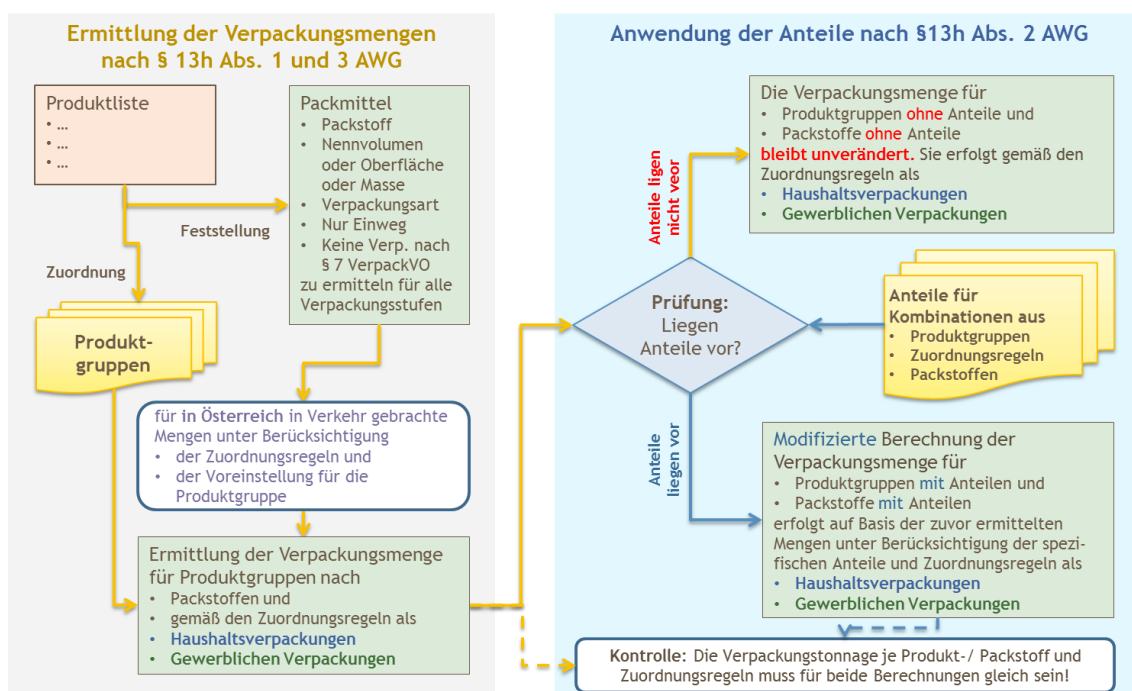 Ermittlung der Verpackungsmengen
nach § 13h Abs. 1 und 3 AWG
Produktliste
• ...
• ...
• ...
Packmittel
• Packstoff
• Nennvolumen
oder Oberfläche
oder Masse
• Verpackungsart
• Nur Einweg
• Keine Verp. nach
§ 7 VerpackVO
zu ermitteln für alle
Verpackungsstufen
Feststellung
Zuordnung
Produkt-
gruppen
für in Österreich in Verkehr gebrachte
Mengen unter Berücksichtigung
• der Zuordnungsregeln und
• der Voreinstellung für die
Produktgruppe
Ermittlung der Verpackungsmenge
für Produktgruppen nach
• Packstoffen und
• gemäß den Zuordnungsregeln als
• Haushaltsverpackungen
• Gewerblichen Verpackungen
Anwendung der Anteile nach §13h Abs. 2 AWG
Die Verpackungsmenge für
• Produktgruppen ohne Anteile und
• Packstoffe ohne Anteile
bleibt unverändert. Sie erfolgt gemäß den
Zuordnungsregeln als
• Haushaltsverpackungen
• Gewerblichen Verpackungen
Anteile ligen
nicht veor
Prüfung:
Liegen
Anteile vor?
Anteile für
Kombinationen aus
• Produktgruppen
• Zuordnungsregeln
• Packstoffen
Anteile
liegen vor
Modifizierte Berechnung der
Verpackungsmenge für
• Produktgruppen mit Anteilen und
• Packstoffe mit Anteilen
erfolgt auf Basis der zuvor ermittelten
Mengen unter Berücksichtigung der spezi-
fischen Anteile und Zuordnungsregeln als
• Haushaltsverpackungen
• Gewerblichen Verpackungen
Kontrolle: Die Verpackungstonnage je Produkt-/ Packstoff und
Zuordnungsregeln muss für beide Berechnungen gleich sein!